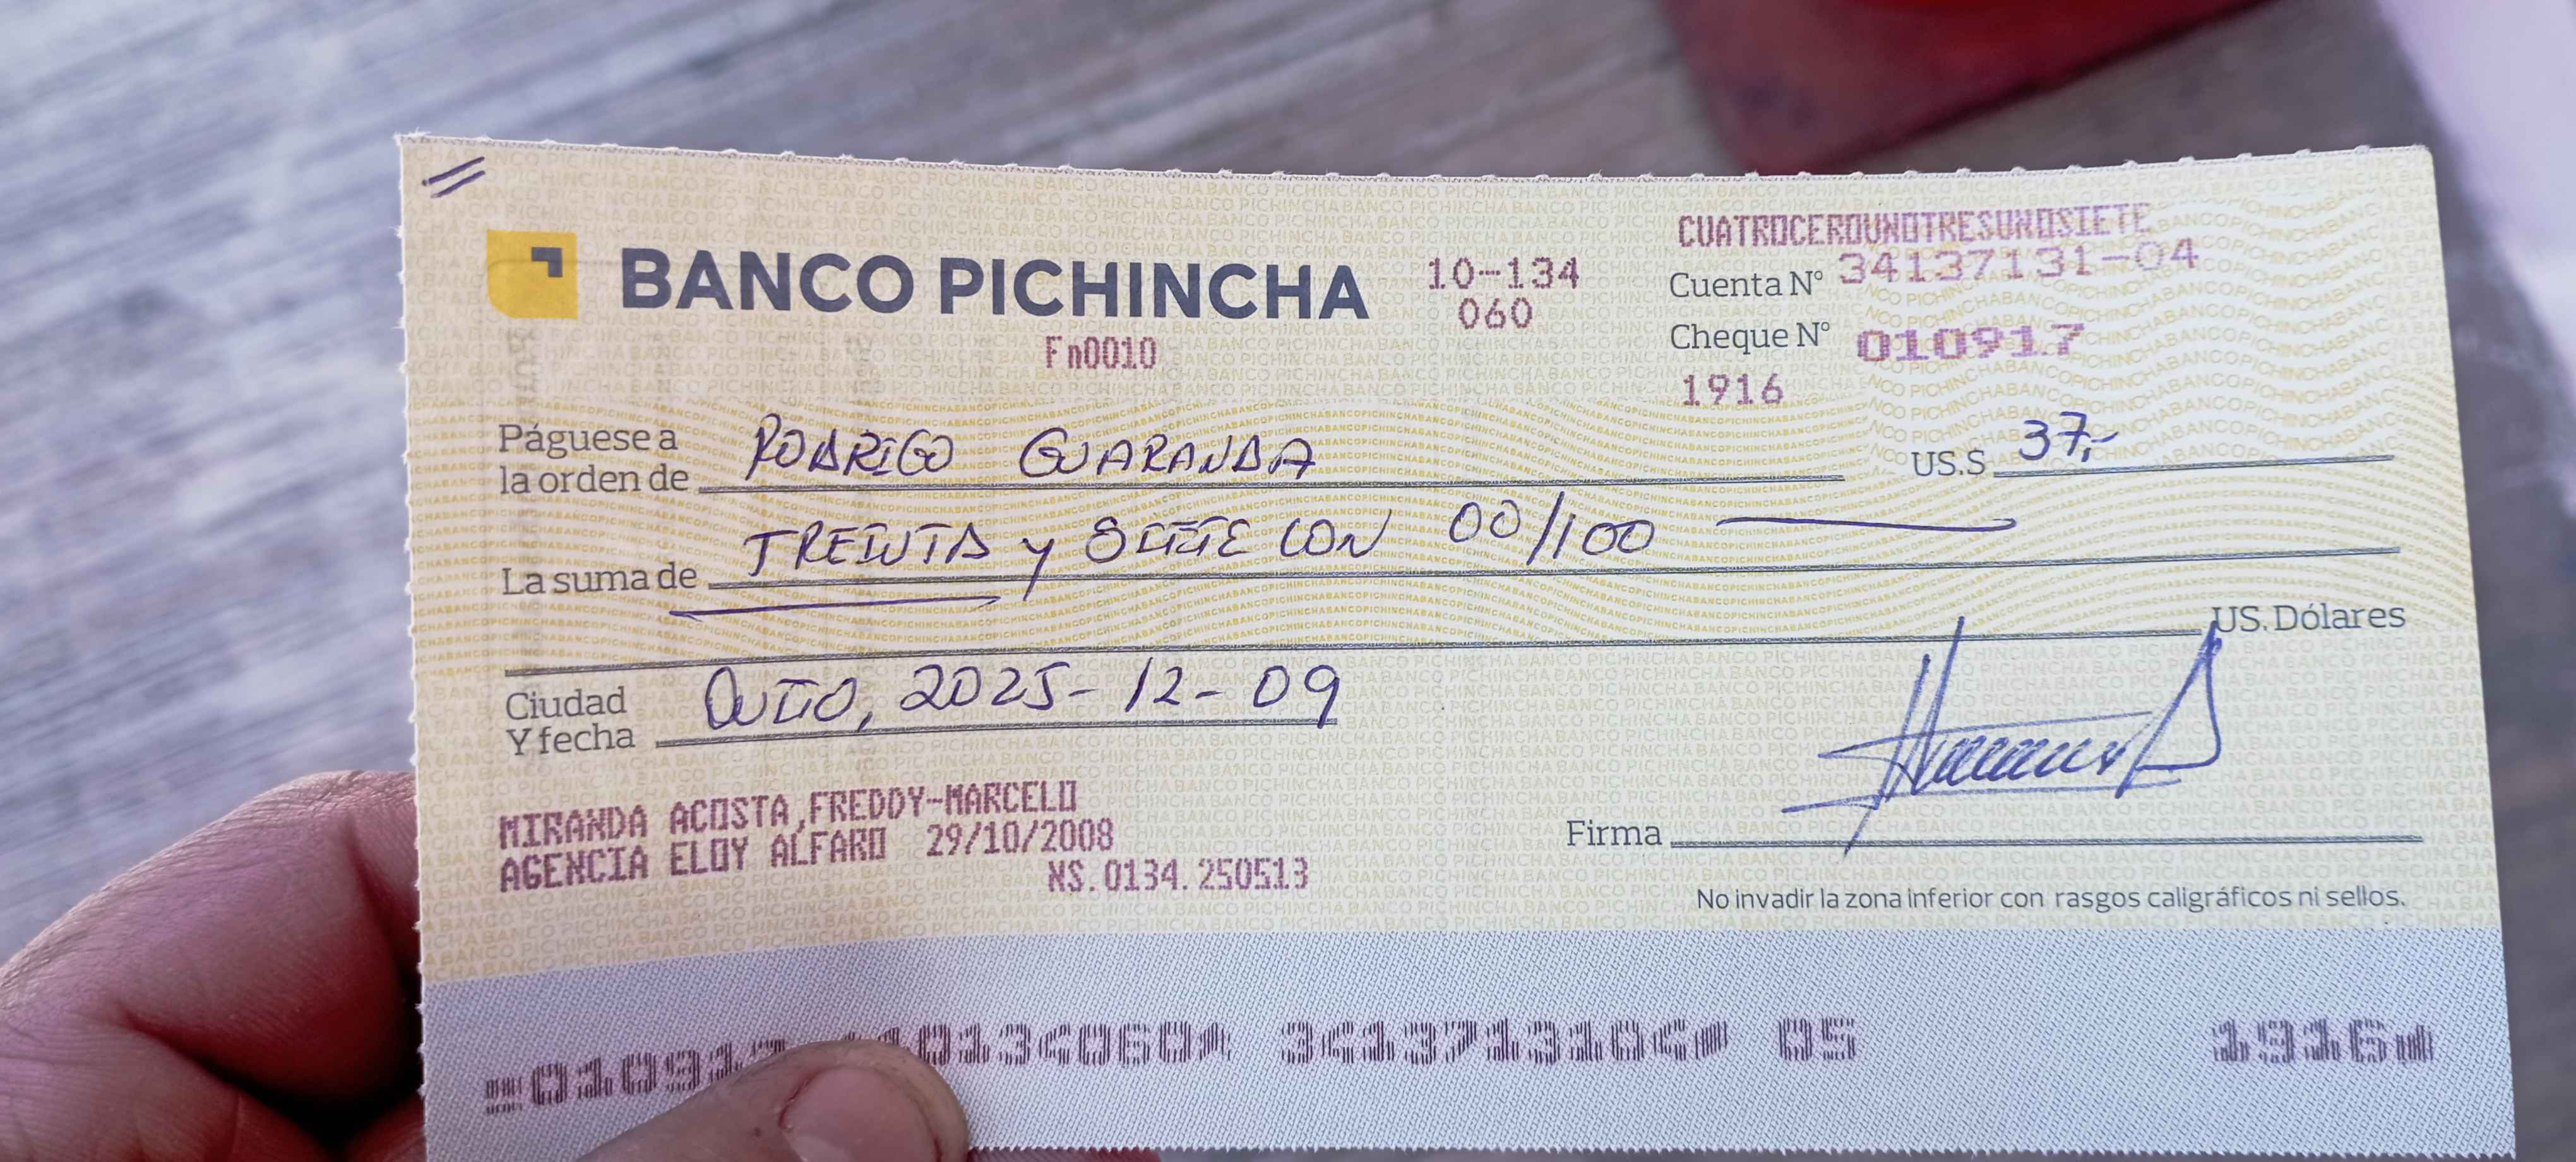 CUATROCEROUNOTRESUNOSIETE
BANCO PICHINCHA
10-134
060
Cuenta N° 34137131-04
Fn0010
Cheque N° 010917
1916
Páguese a
la orden de RODRIGO GUARANDA US.$ 37,-
La suma de TREINTA y SIETE CON 00/100
US. Dólares
Ciudad
Y fecha QUITO, 2025-12-09
MIRANDA ACOSTA,FREDDY-MARCELO
AGENCIA ELOY ALFARO 29/10/2008
NS.0134.250513
Firma
No invadir la zona inferior con rasgos caligráficos ni sellos.
3413713104 05 1916